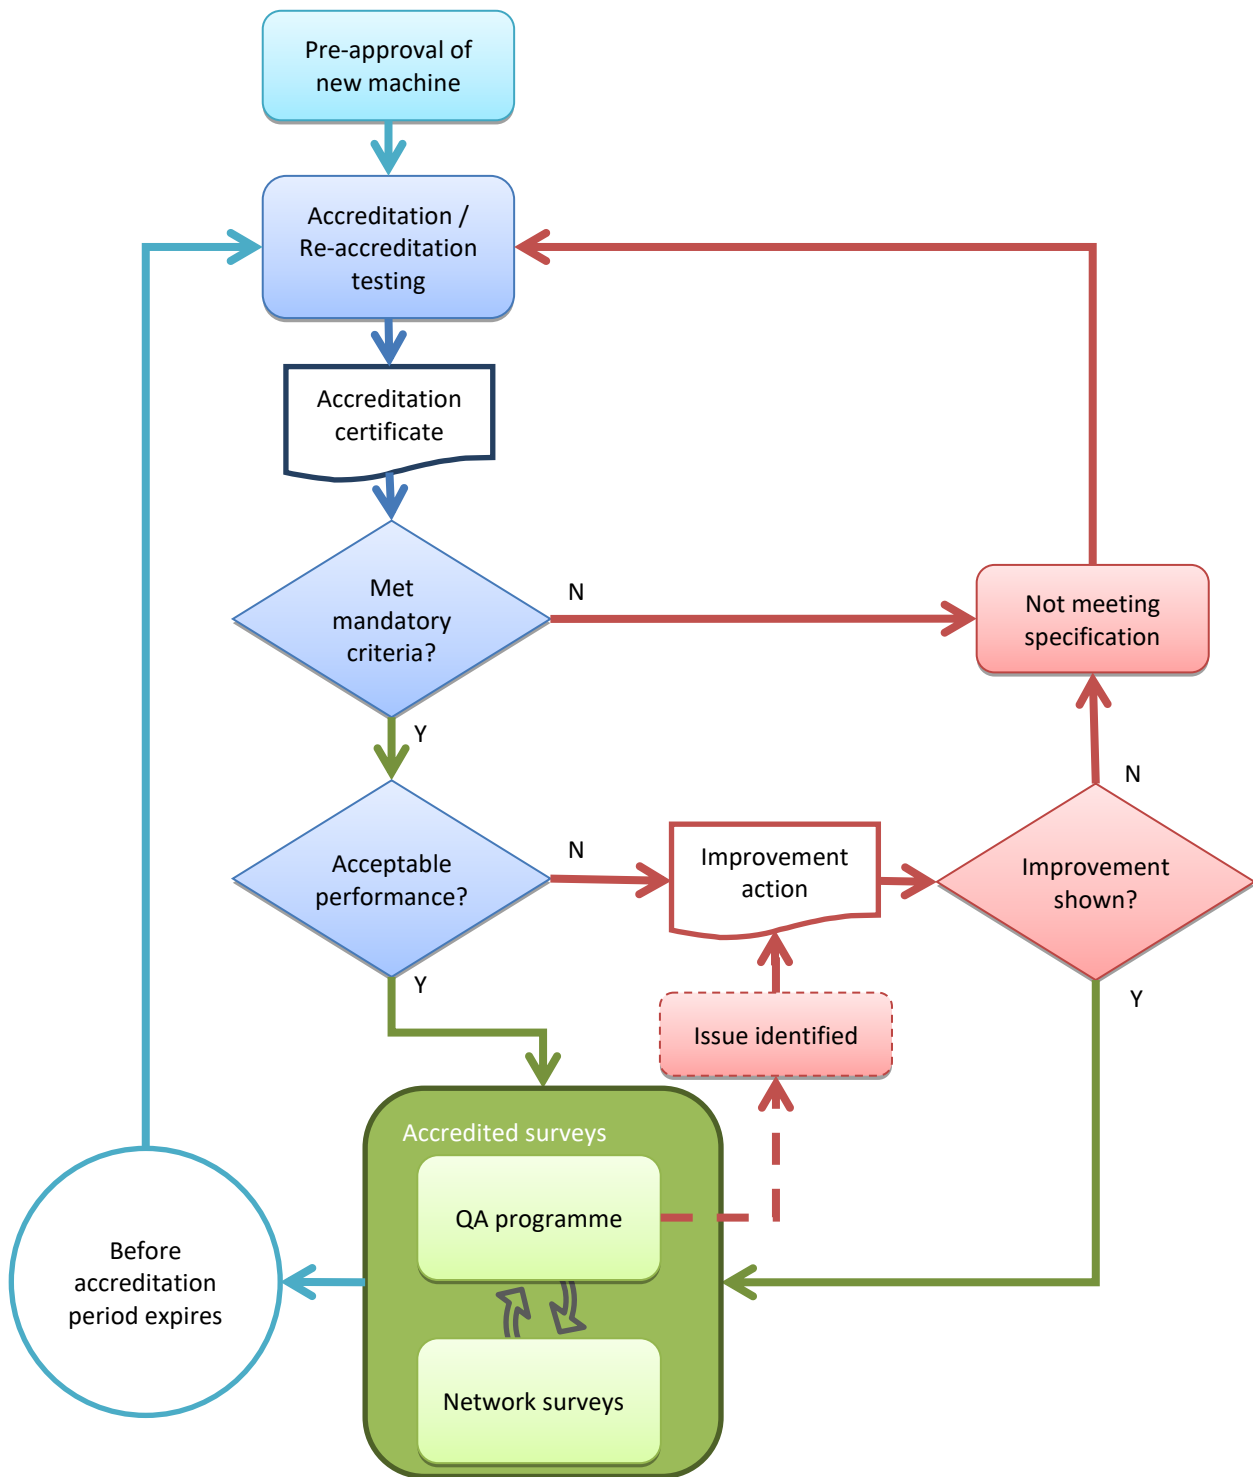 Pre-approval of
new machine
Accreditation /
Re-accreditation
testing
Accreditation
certificate
Met
mandatory
criteria?
N
Not meeting
specification
Y
N
Acceptable
performance?
N
Improvement
action
Improvement
shown?
Y
Y
Issue identified
Accredited surveys
QA programme
Before
accreditation
period expires
Network surveys